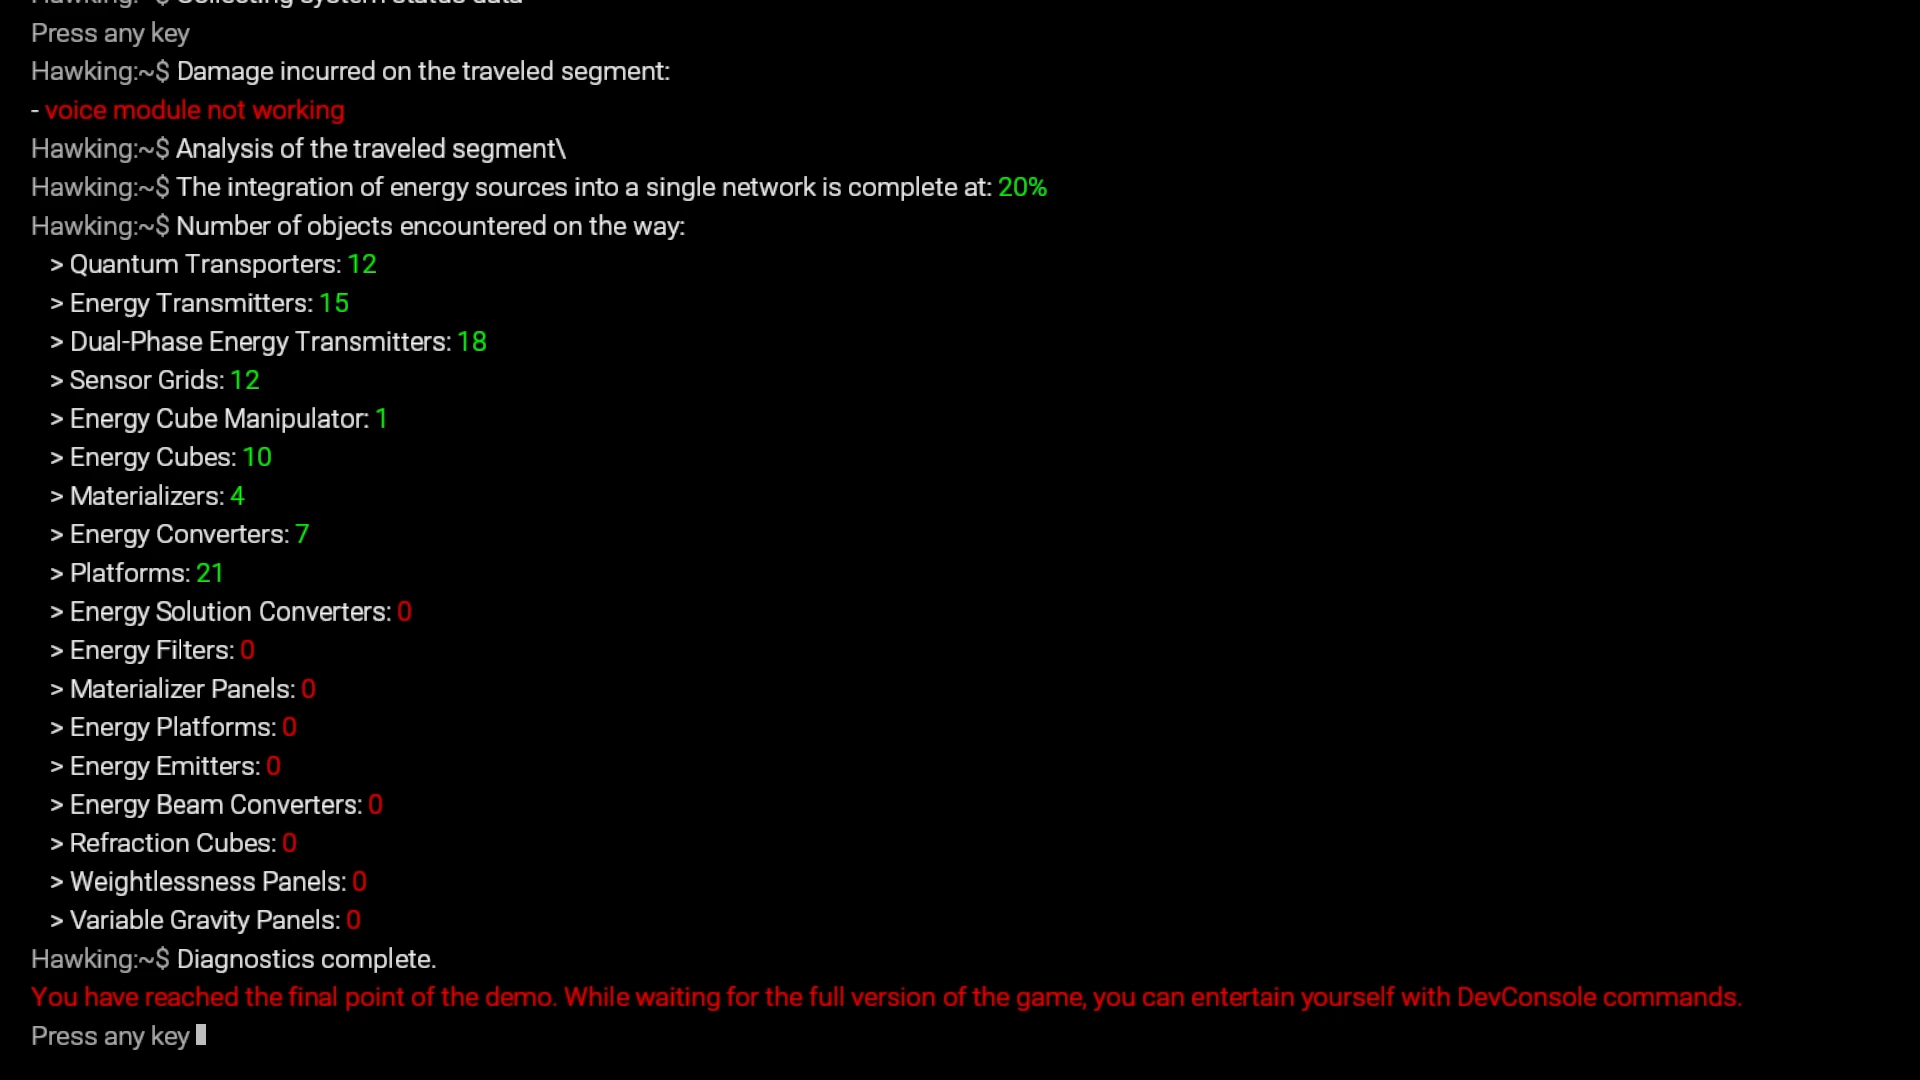 Hawking:~$ Collecting system status data
Press any key
Hawking:~$ Damage incurred on the traveled segment:
- voice module not working
Hawking:~$ Analysis of the traveled segment\
Hawking:~$ The integration of energy sources into a single network is complete at: 20%
Hawking:~$ Number of objects encountered on the way:
> Quantum Transporters: 12
> Energy Transmitters: 15
> Dual-Phase Energy Transmitters: 18
> Sensor Grids: 12
> Energy Cube Manipulator: 1
> Energy Cubes: 10
> Materializers: 4
> Energy Converters: 7
> Platforms: 21
> Energy Solution Converters: 0
> Energy Filters: 0
> Materializer Panels: 0
> Energy Platforms: 0
> Energy Emitters: 0
> Energy Beam Converters: 0
> Refraction Cubes: 0
> Weightlessness Panels: 0
> Variable Gravity Panels: 0
Hawking:~$ Diagnostics complete.
You have reached the final point of the demo. While waiting for the full version of the game, you can entertain yourself with DevConsole commands.
Press any key